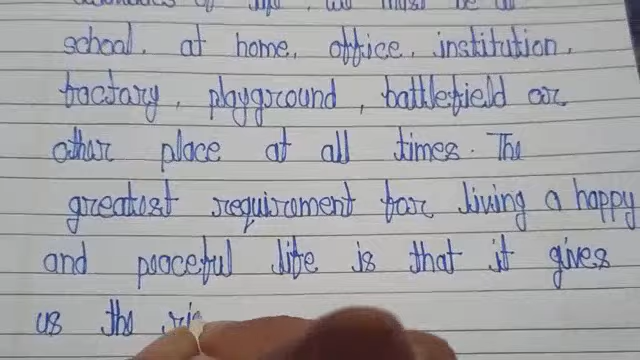 school, at home, office, institution,
factory, playground, battlefield or
other place at all times. The
greatest requirement for living a happy
and peaceful life is that it gives
us the